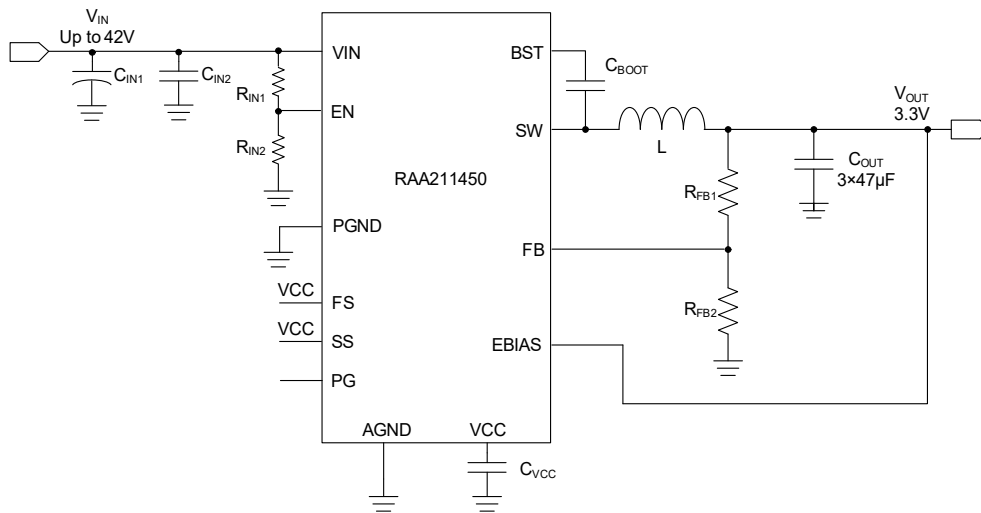 VIN
Up to 42V
CIN1
CIN2
RIN1
RIN2
VIN
EN
PGND
VCC
FS
VCC
SS
PG
AGND
VCC
CVCC
RAA211450
BST
CBOOT
SW
L
FB
EBIAS
RFB1
RFB2
COUT
3×47µF
VOUT
3.3V